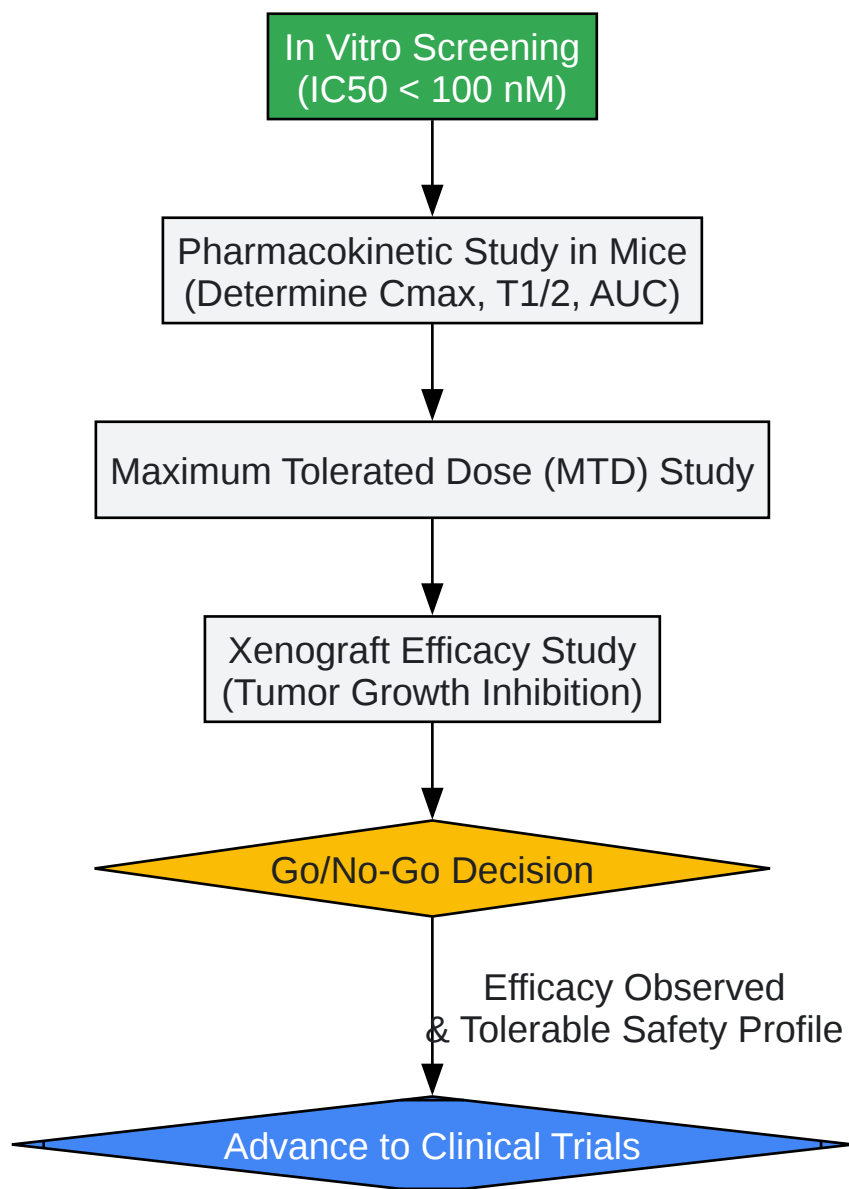 In Vitro Screening
(IC50 < 100 nM)
Pharmacokinetic Study in Mice
(Determine Cmax, T1/2, AUC)
Maximum Tolerated Dose (MTD) Study
Xenograft Efficacy Study
(Tumor Growth Inhibition)
Go/No-Go Decision
Efficacy Observed
& Tolerable Safety Profile
Advance to Clinical Trials